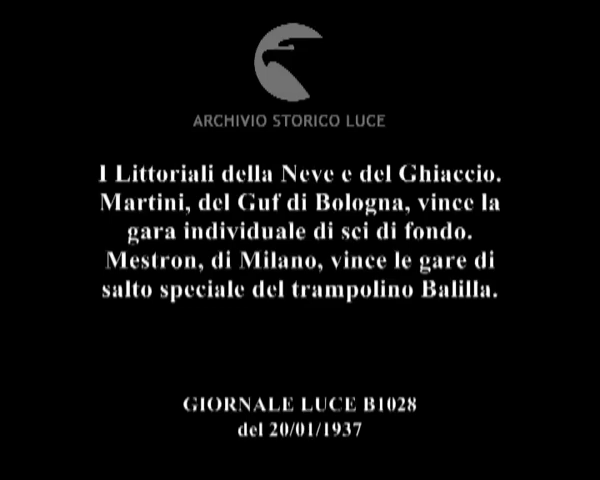 ARCHIVIO STORICO LUCE
I Littoriali della Neve e del Ghiaccio.
Martini, del Guf di Bologna, vince la
gara individuale di sci di fondo.
Mestron, di Milano, vince le gare di
salto speciale del trampolino Balilla.
GIORNALE LUCE B1028
del 20/01/1937